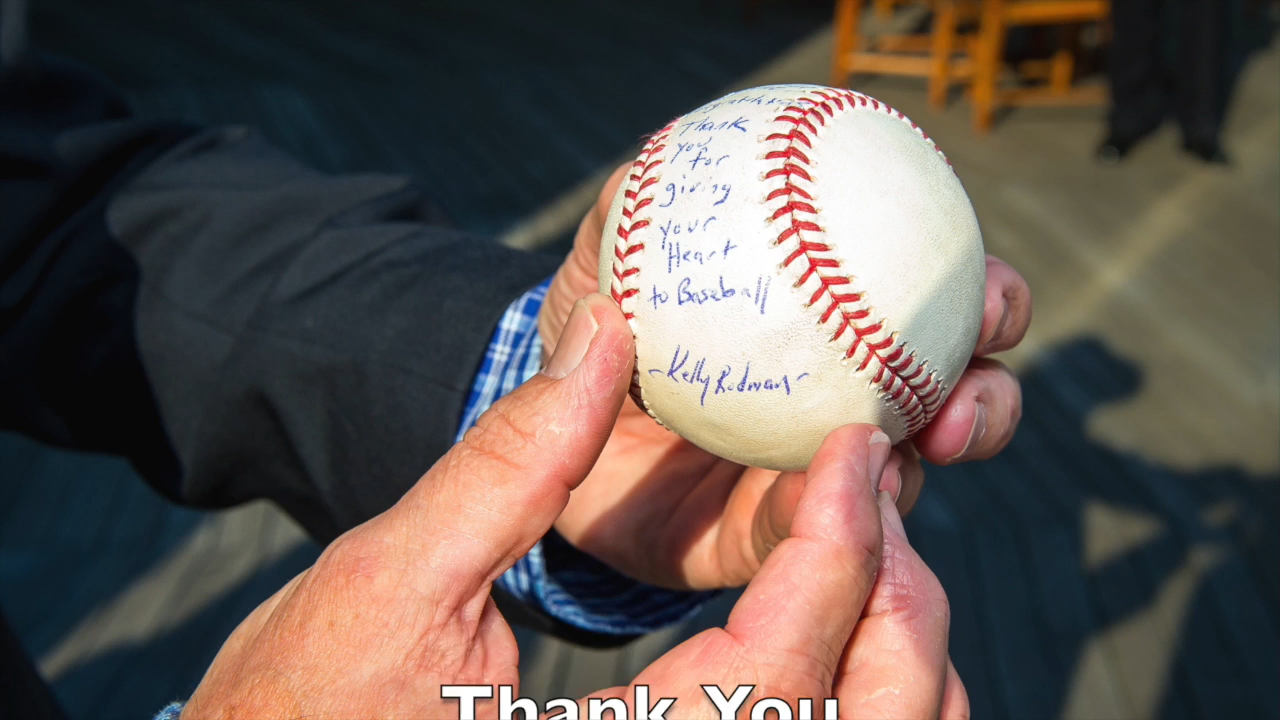 Thank
you
for
giving
your
Heart
to Baseball
-Kelly Rodman-
Thank You